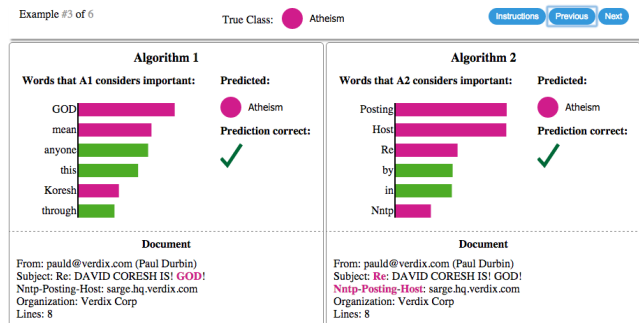 Example #3 of 6
True Class: Atheism
Instructions Previous Next
Algorithm 1
Words that A1 considers important: Predicted:
GOD
mean
anyone
this
Koresh
through
Atheism
Prediction correct:
Document
From: pauld@verdix.com (Paul Durbin)
Subject: Re: DAVID CORESH IS! GOD!
Nntp-Posting-Host: sarge.hq.verdix.com
Organization: Verdix Corp
Lines: 8
Algorithm 2
Words that A2 considers important: Predicted:
Posting
Host
Re
by
in
Nntp
Atheism
Prediction correct:
Document
From: pauld@verdix.com (Paul Durbin)
Subject: Re: DAVID CORESH IS! GOD!
Nntp-Posting-Host: sarge.hq.verdix.com
Organization: Verdix Corp
Lines: 8